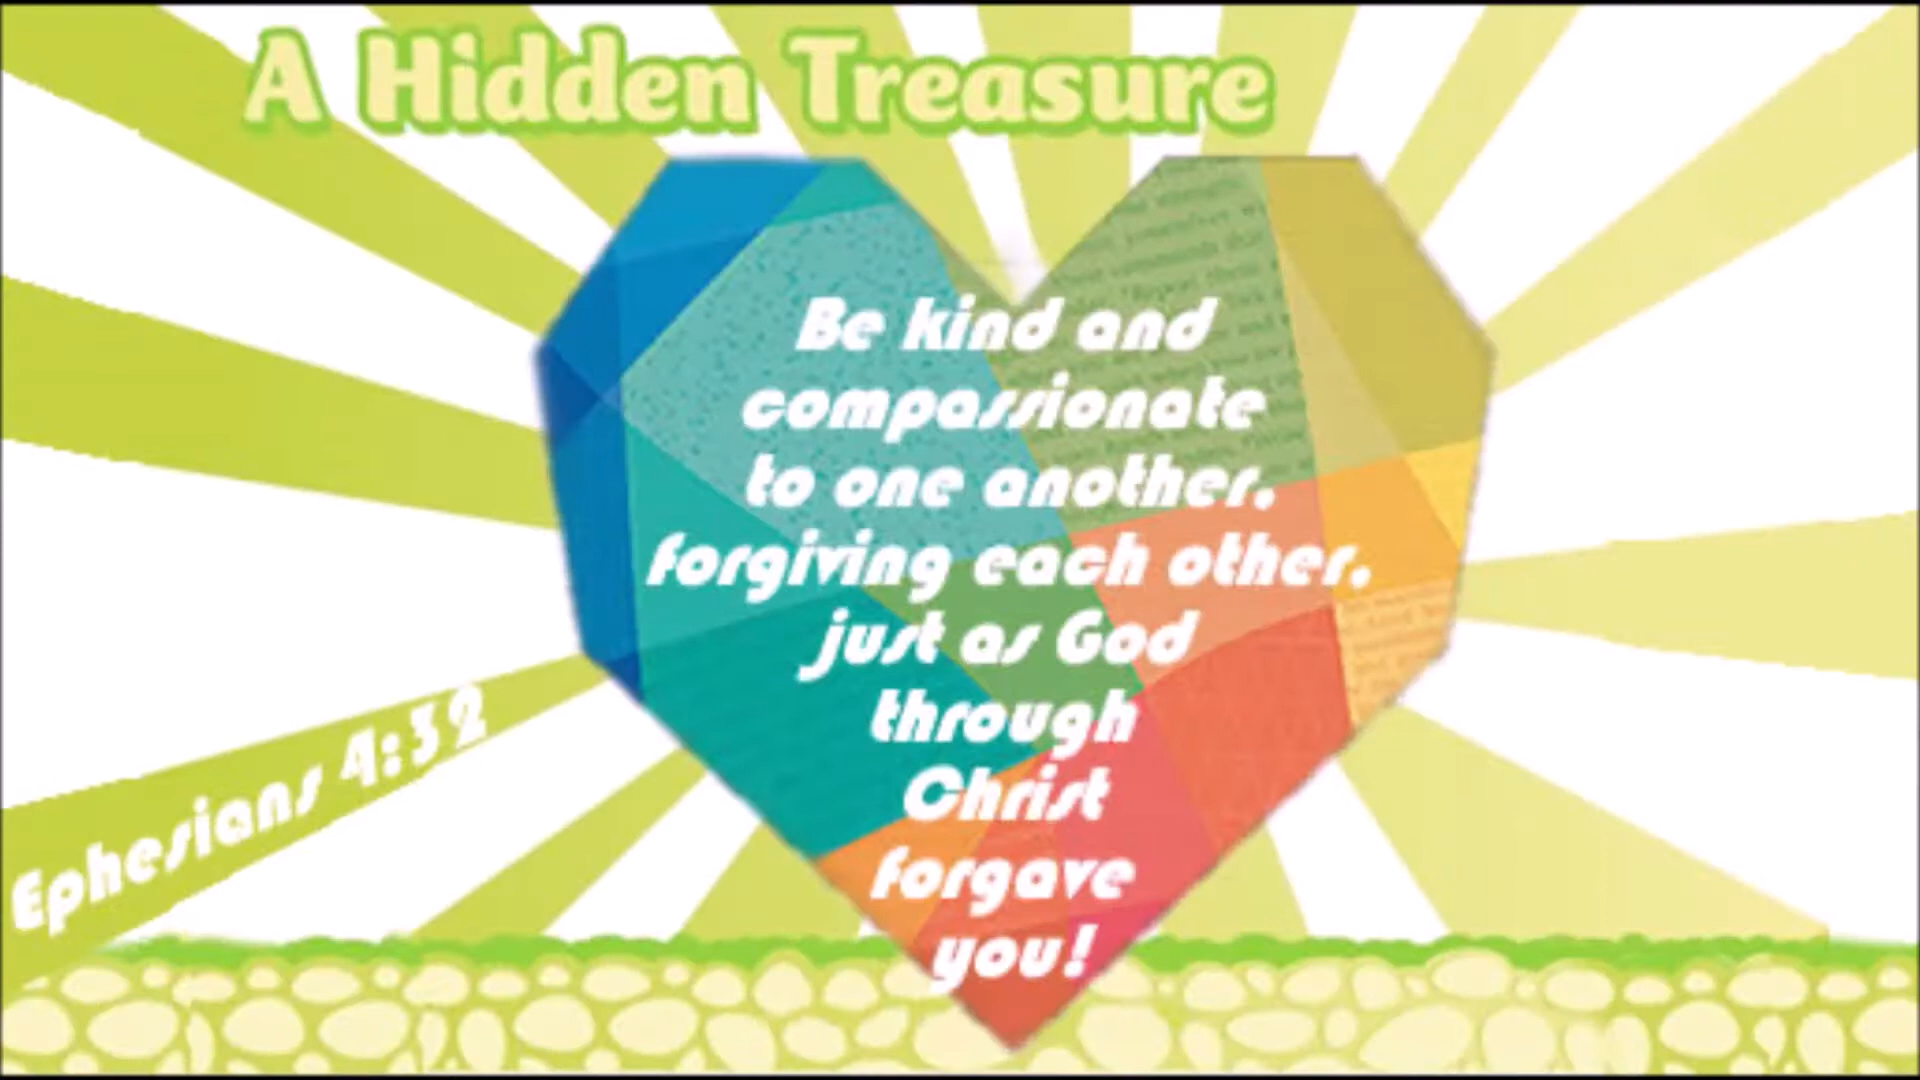 A Hidden Treasure
Be kind and
compassionate
to one another,
forgiving each other,
just as God
through
Christ
forgave
you!
Ephesians 4:32